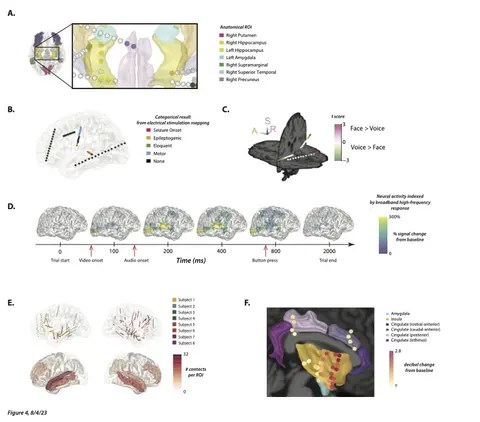 A.
Anatomical ROI
Right Putamen
Right Hippocampus
Left Hippocampus
Left Amygdala
Right Supramarginal
Right Superior Temporal
Right Precuneus
B.
Categorical result
from electrical stimulation mapping
Seizure Onset
Epileptogenic
Eloquent
Motor
None
C.
S
A R
t score
3
Face > Voice
Voice > Face
-3
D.
Neural activity indexed
by broadband high-frequency
response
500%
% signal change
from baseline
0
0 100 200 400 800 2000
Trial start Video onset Audio onset Time (ms) Button press Trial end
E.
Subject 1
Subject 2
Subject 3
Subject 4
Subject 5
Subject 6
Subject 7
Subject 8
32
# contacts
per ROI
0
F.
Amygdala
Insula
Cingulate (rostral-anterior)
Cingulate (caudal-anterior)
Cingulate (posterior)
Cingulate (isthmus)
2.8
decibel change
from baseline
Figure 4, 8/4/23